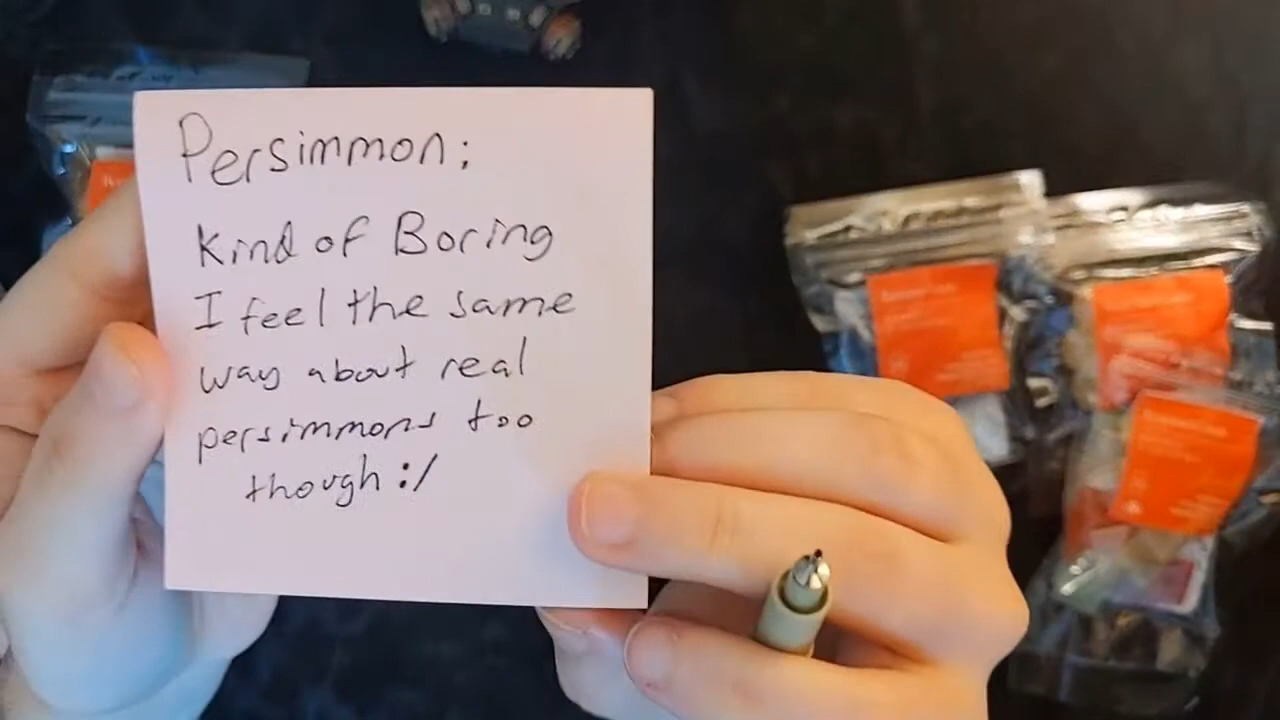 Persimmon:
Kind of Boring
I feel the same
way about real
persimmons too
though :/